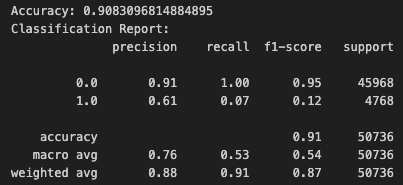 Accuracy: 0.9083096814884895
Classification Report:
precision recall f1-score support
0.0 0.91 1.00 0.95 45968
1.0 0.61 0.07 0.12 4768
accuracy 0.91 50736
macro avg 0.76 0.53 0.54 50736
weighted avg 0.88 0.91 0.87 50736